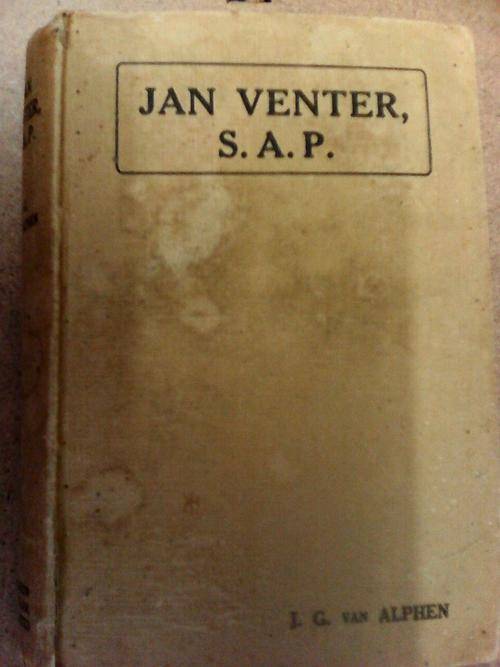 JAN VENTER,
S. A. P.
J. G. VAN ALPHEN